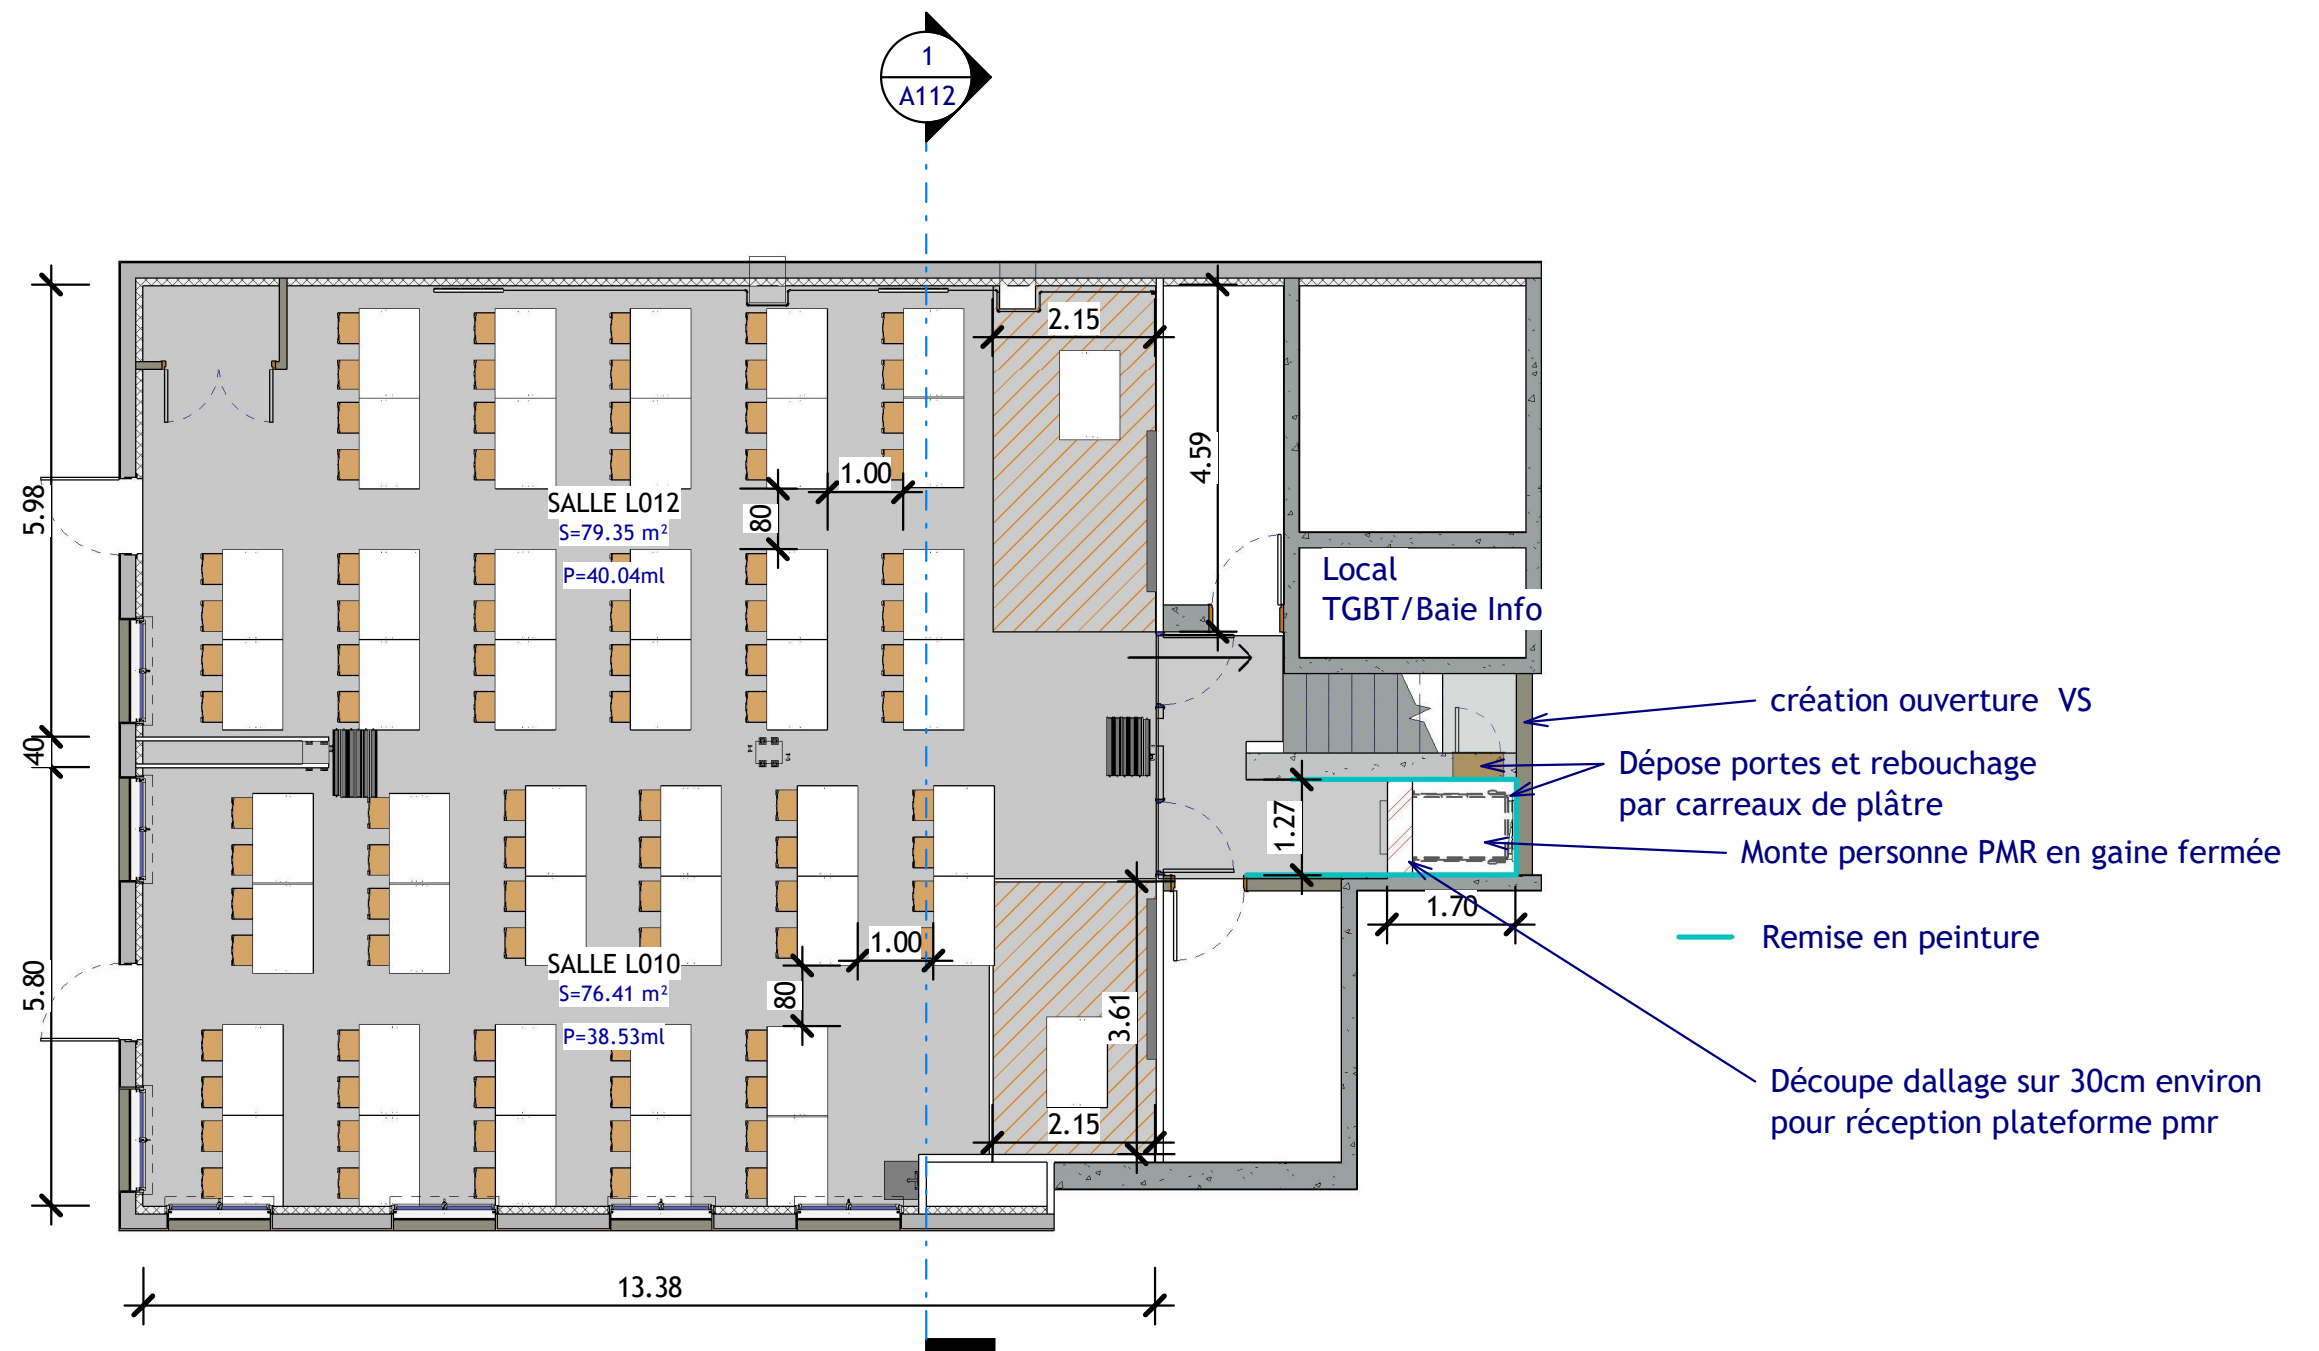 1
A112
2.15
4.59
1.00
5.98
SALLE L012
S=79.35 m²
80
P=40.04ml
Local
TGBT/Baie Info
création ouverture VS
40
Dépose portes et rebouchage
par carreaux de plâtre
1.27
Monte personne PMR en gaine fermée
1.70
Remise en peinture
1.00
SALLE L010
S=76.41 m²
5.80
80
3.61
P=38.53ml
2.15
Découpe dallage sur 30cm environ
pour réception plateforme pmr
13.38